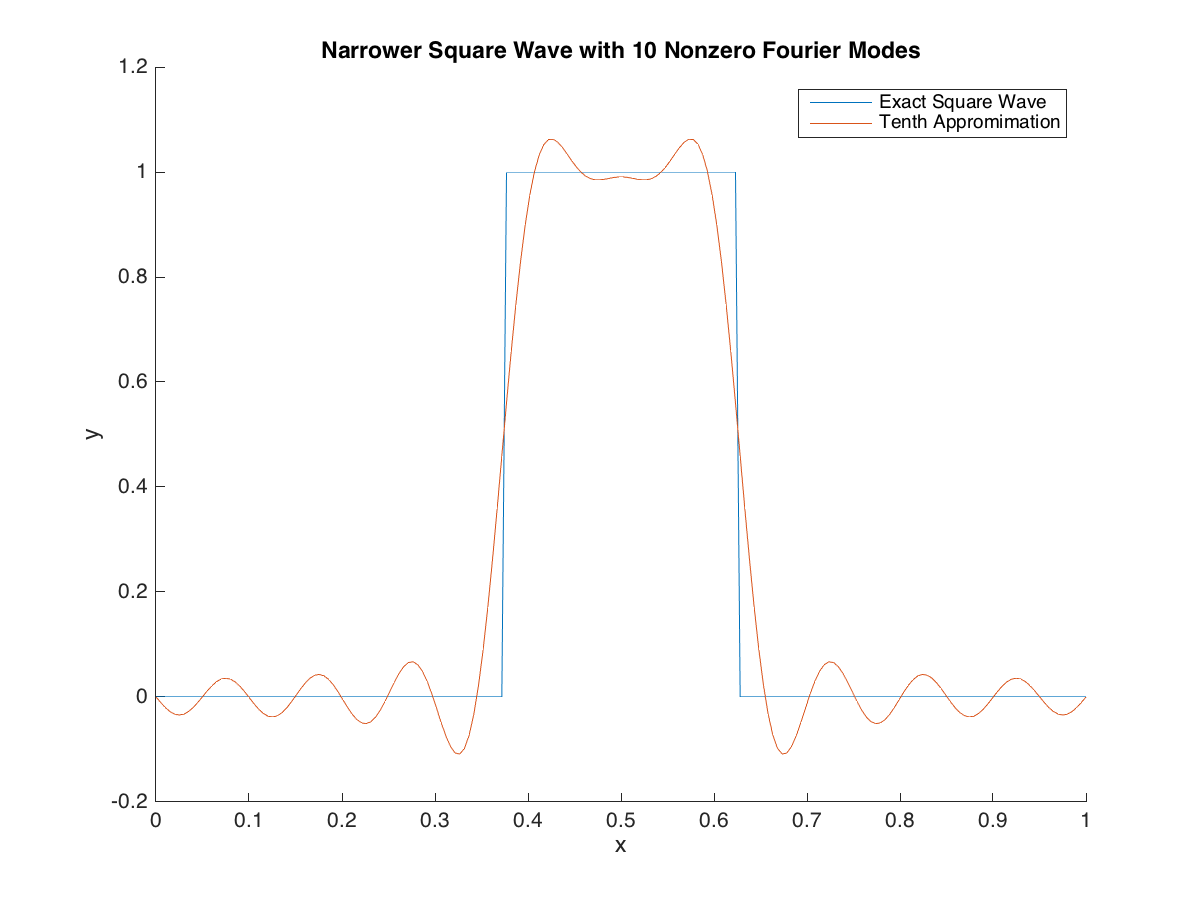 Narrower Square Wave with 10 Nonzero Fourier Modes
1.2
Exact Square Wave
Tenth Appromimation
1
0.8
0.6
y
0.4
0.2
0
-0.2
0 0.1 0.2 0.3 0.4 0.5 0.6 0.7 0.8 0.9 1
x